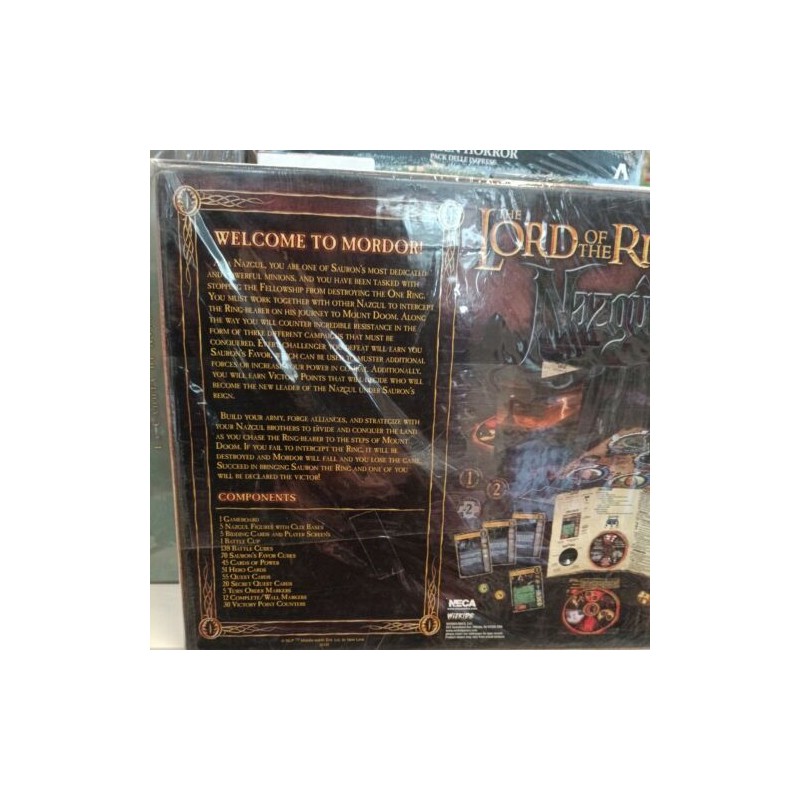 HORROR
PACK DELLE IMPRESE
WELCOME TO MORDOR!
NAZGUL, YOU ARE ONE OF SAURON'S MOST DEDICATED
AND POWERFUL MINIONS, AND YOU HAVE BEEN TASKED WITH
STOPPING THE FELLOWSHIP FROM DESTROYING THE ONE RING.
YOU MUST WORK TOGETHER WITH OTHER NAZGUL TO INTERCEPT
THE RING-BEARER ON HIS JOURNEY TO MOUNT DOOM. ALONG
THE WAY YOU WILL COUNTER INCREDIBLE RESISTANCE IN THE
FORM OF THREE DIFFERENT CAMPAIGNS THAT MUST BE
CONQUERED. EVERY CHALLENGER YOU DEFEAT WILL EARN YOU
SAURON'S FAVOR, WHICH CAN BE USED TO MUSTER ADDITIONAL
FORCES OR INCREASE YOUR POWER IN COMBAT. ADDITIONALLY,
YOU WILL EARN VICTORY POINTS THAT WILL DECIDE WHO WILL
BECOME THE NEW LEADER OF THE NAZGUL UNDER SAURON'S
REIGN.
BUILD YOUR ARMY, FORGE ALLIANCES, AND STRATEGIZE WITH
YOUR NAZGUL BROTHERS TO DIVIDE AND CONQUER THE LAND
AS YOU CHASE THE RING-BEARER TO THE STEPS OF MOUNT
DOOM. IF YOU FAIL TO INTERCEPT THE RING, IT WILL BE
DESTROYED AND MORDOR WILL FALL AND YOU LOSE THE GAME.
SUCCEED IN BRINGING SAURON THE RING AND ONE OF YOU
WILL BE DECLARED THE VICTOR!
COMPONENTS
1 GAMEBOARD
5 NAZGUL FIGURES WITH CLIX BASES
5 BIDDING CARDS AND PLAYER SCREENS
1 BATTLE CUP
138 BATTLE CUBES
70 SAURON'S FAVOR CUBES
45 CARDS OF POWER
51 HERO CARDS
55 QUEST CARDS
20 SECRET QUEST CARDS
5 TURN ORDER MARKERS
12 COMPLETE/WALL MARKERS
30 VICTORY POINT COUNTERS
THE
LORD OF THE RI
Nazgûl
1
2
2
NECA
WIZKIDS